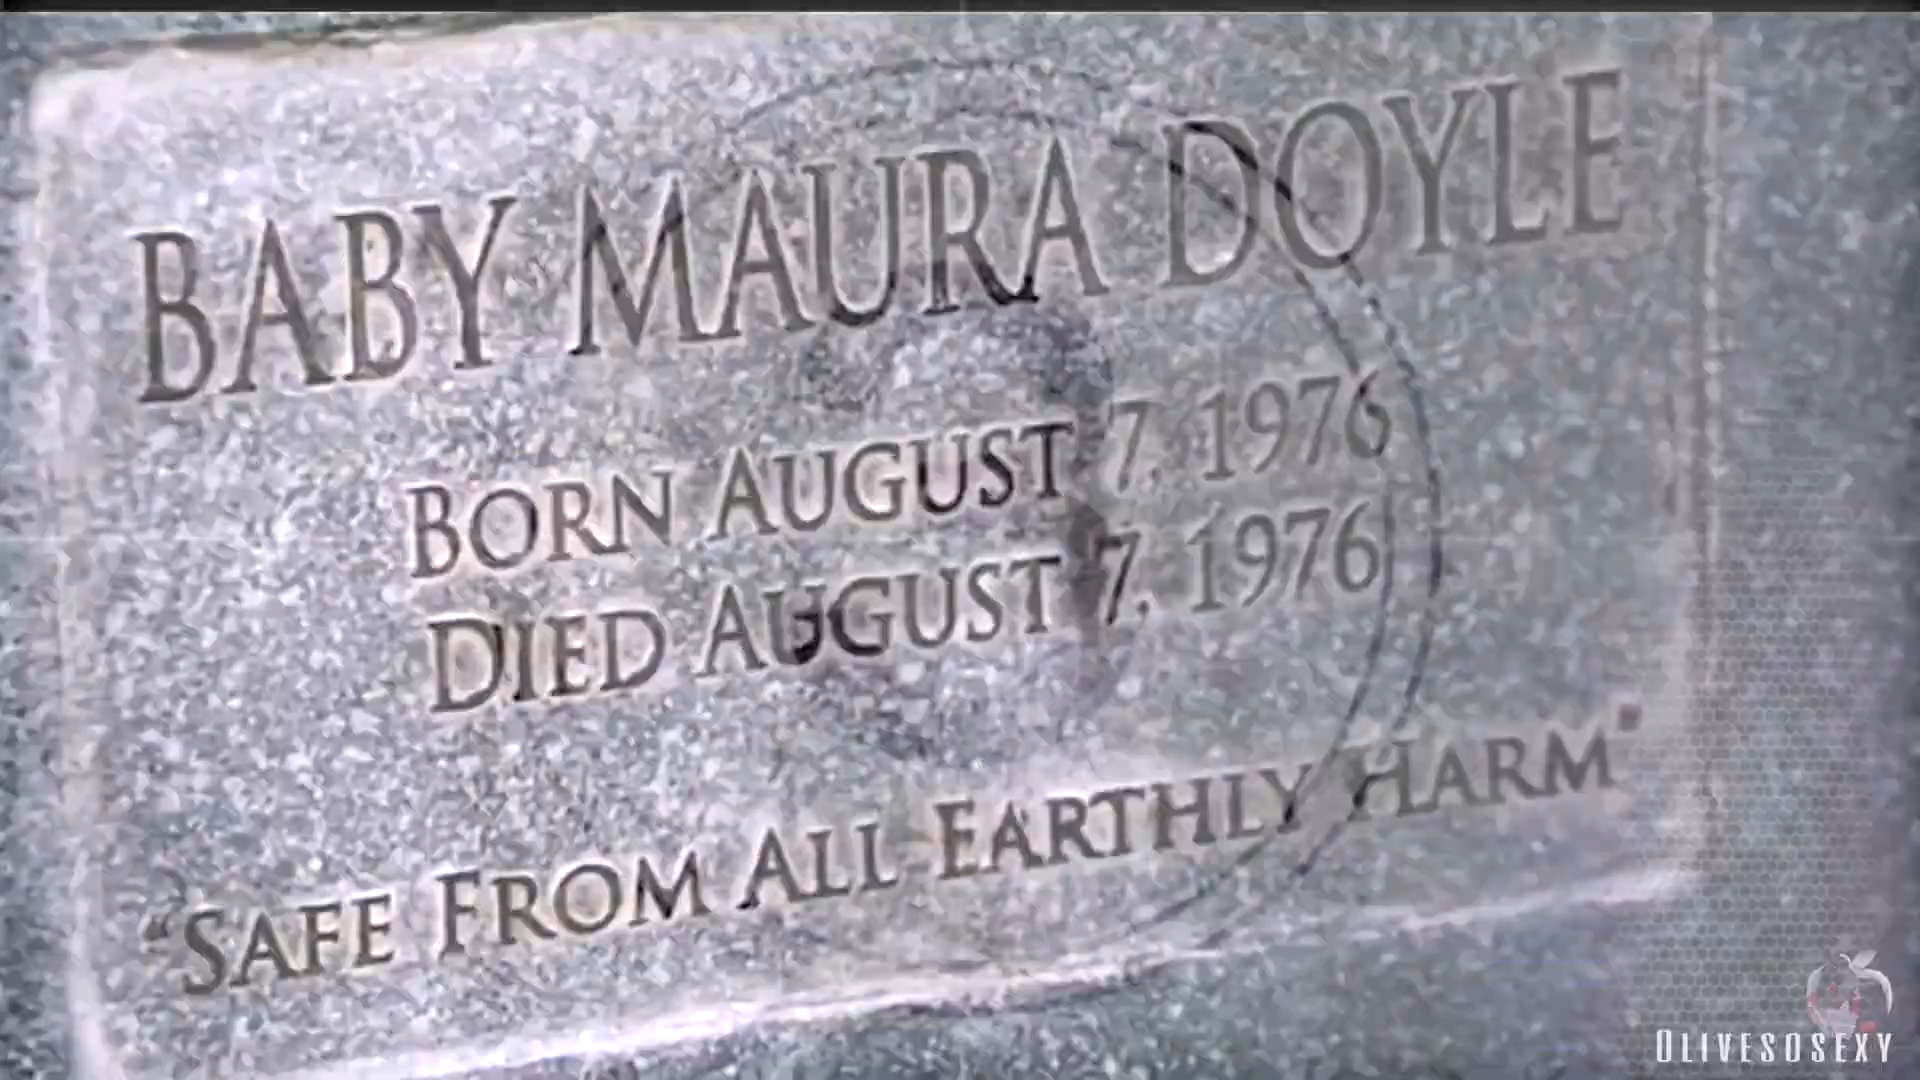 BABY MAURA DOYLE
BORN AUGUST 7, 1976
DIED AUGUST 7, 1976
"SAFE FROM ALL EARTHLY HARM"
OLIVESOSEXY